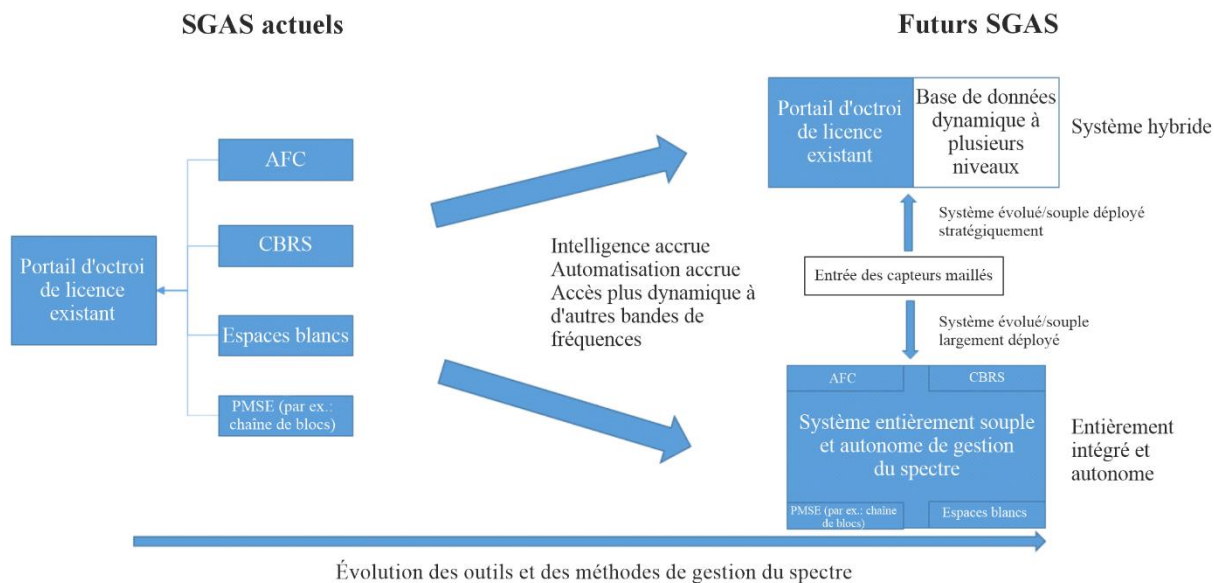 SGAS actuels
Futurs SGAS
Portail d'octroi
de licence
existant
AFC
CBRS
Espaces blancs
PMSE (par ex.:
chaîne de blocs)
Intelligence accrue
Automatisation accrue
Accès plus dynamique à
d'autres bandes de
fréquences
Portail d'octroi
de licence
existant
Base de données
dynamique à
plusieurs
niveaux
Système hybride
Système évolué/souple déployé
stratégiquement
Entrée des capteurs maillés
Système évolué/souple
largement déployé
AFC
CBRS
Système entièrement souple
et autonome de gestion
du spectre
PMSE (par ex.: chaîne
de blocs)
Espaces blancs
Entièrement
intégré et
autonome
Évolution des outils et des méthodes de gestion du spectre